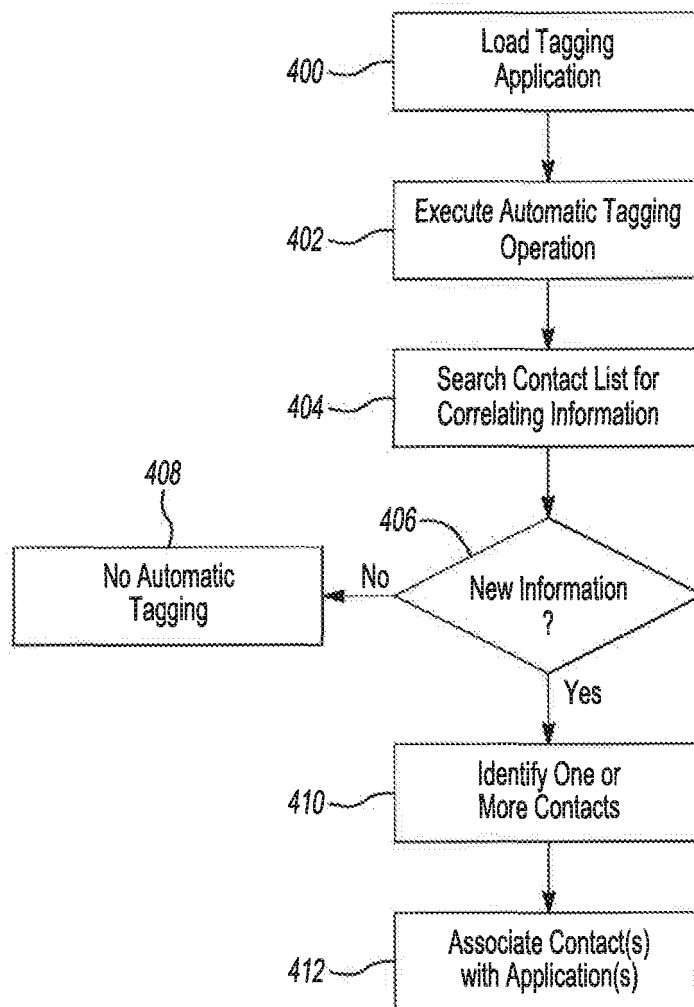 400
Load Tagging
Application
402
Execute Automatic Tagging
Operation
404
Search Contact List for
Correlating Information
408
No Automatic
Tagging
406
No
New Information
?
Yes
410
Identify One or
More Contacts
412
Associate Contact(s)
with Application(s)